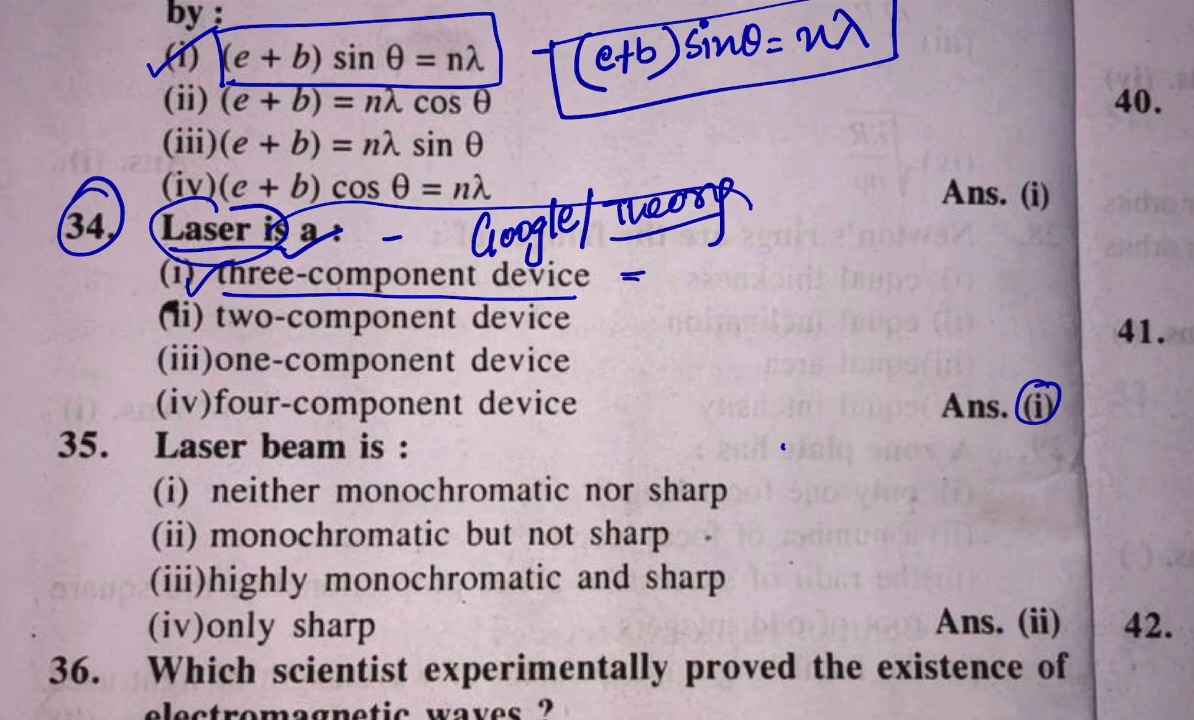 by :
(i) (e + b) sin θ = nλ
(e+b) sinθ = nλ
(ii) (e + b) = nλ cos θ
(iii)(e + b) = nλ sin θ
(iv)(e + b) cos θ = nλ
Ans. (i)
34. Laser is a : - Google/Theory
(i) three-component device =
(ii) two-component device
(iii)one-component device
(iv)four-component device
Ans. (i)
35. Laser beam is :
(i) neither monochromatic nor sharp
(ii) monochromatic but not sharp
(iii)highly monochromatic and sharp
(iv)only sharp
Ans. (ii)
36. Which scientist experimentally proved the existence of
electromagnetic waves ?
40.
41.
42.